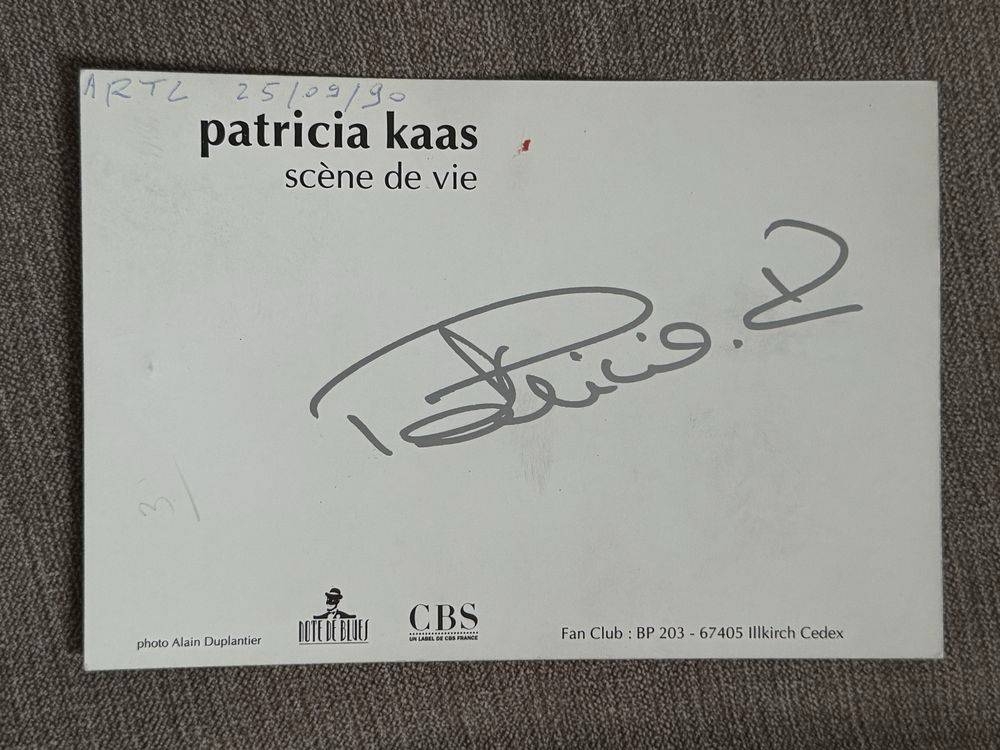 A RTL 25/09/90
patricia kaas
scène de vie
Patricia. K
3/
photo Alain Duplantier
NOTE DE BLUES
CBS
UN LABEL DE CBS FRANCE
Fan Club : BP 203 - 67405 Illkirch Cedex